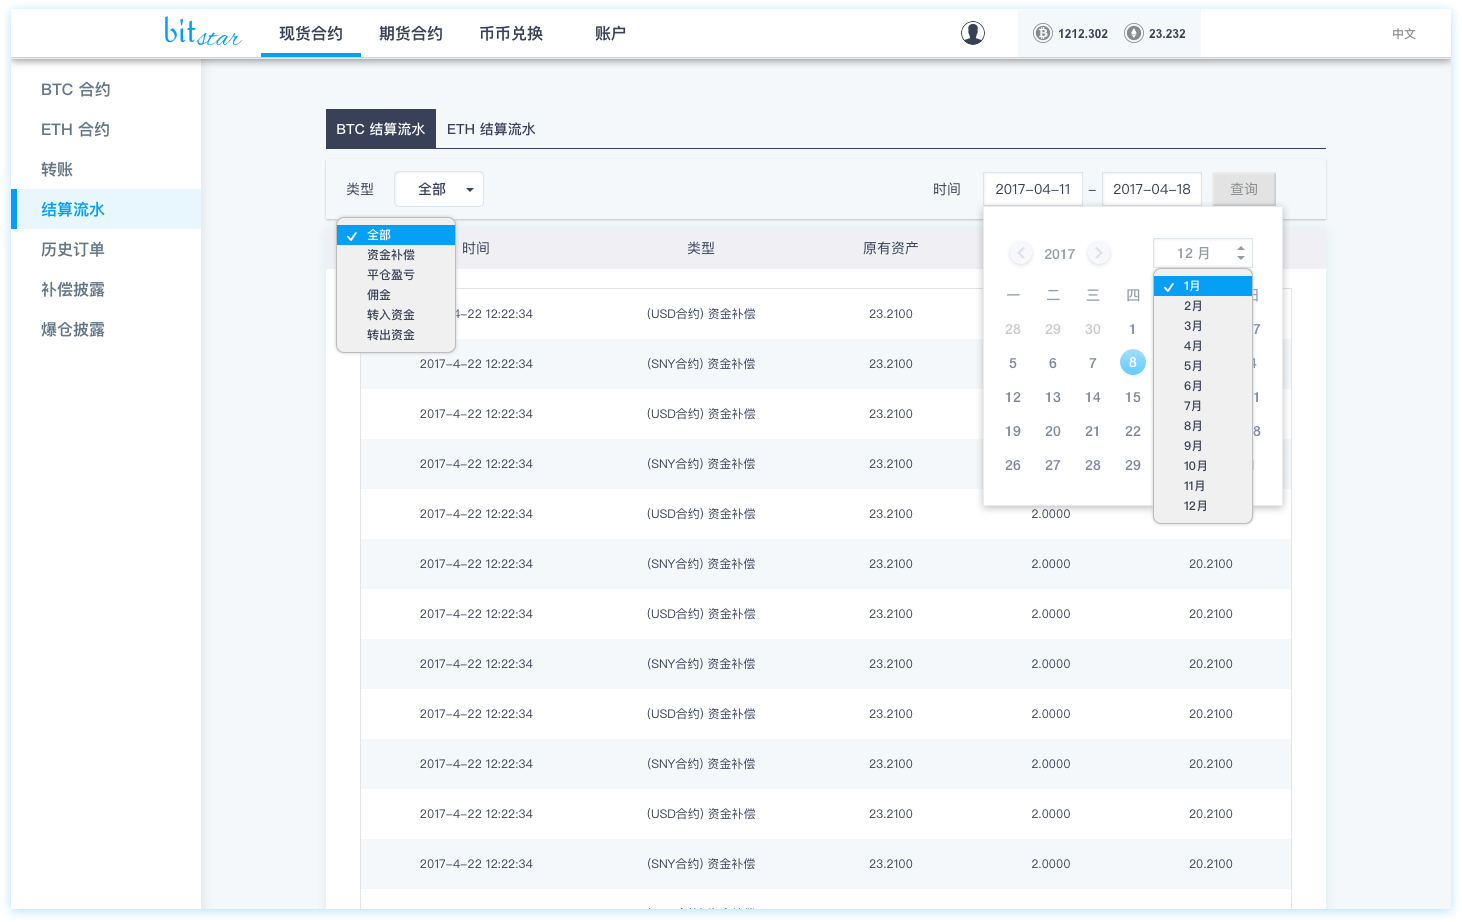 bitstar 现货合约 期货合约 币币兑换 账户 1212.302 23.232 中文
BTC 合约
ETH 合约
转账
结算流水
历史订单
补偿披露
爆仓披露
BTC 结算流水 ETH 结算流水
类型 全部 时间 2017-04-11 – 2017-04-18 查询
全部
资金补偿
平仓盈亏
佣金
转入资金
转出资金
时间 类型 原有资产
2017 12 月
一 二 三 四 日
28 29 30 1 7
5 6 7 8 4
12 13 14 15 1
19 20 21 22 8
26 27 28 29
1月
2月
3月
4月
5月
6月
7月
8月
9月
10月
11月
12月
4-22 12:22:34 (USD合约) 资金补偿 23.2100
2017-4-22 12:22:34 (SNY合约) 资金补偿 23.2100
2017-4-22 12:22:34 (USD合约) 资金补偿 23.2100
2017-4-22 12:22:34 (SNY合约) 资金补偿 23.2100
2017-4-22 12:22:34 (USD合约) 资金补偿 23.2100 2.0000
2017-4-22 12:22:34 (SNY合约) 资金补偿 23.2100 2.0000 20.2100
2017-4-22 12:22:34 (USD合约) 资金补偿 23.2100 2.0000 20.2100
2017-4-22 12:22:34 (SNY合约) 资金补偿 23.2100 2.0000 20.2100
2017-4-22 12:22:34 (USD合约) 资金补偿 23.2100 2.0000 20.2100
2017-4-22 12:22:34 (SNY合约) 资金补偿 23.2100 2.0000 20.2100
2017-4-22 12:22:34 (USD合约) 资金补偿 23.2100 2.0000 20.2100
2017-4-22 12:22:34 (SNY合约) 资金补偿 23.2100 2.0000 20.2100